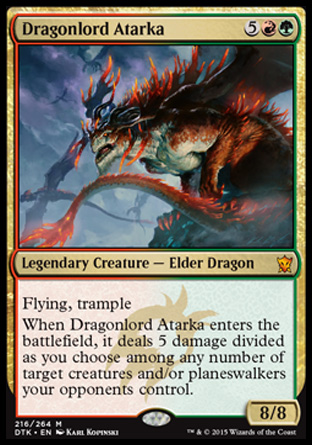 Dragonlord Atarka 5
Legendary Creature — Elder Dragon
Flying, trample
When Dragonlord Atarka enters the
battlefield, it deals 5 damage divided
as you choose among any number of
target creatures and/or planeswalkers
your opponents control.
8/8
216/264 M
DTK • EN Karl Kopinski ™ & © 2015 Wizards of the Coast